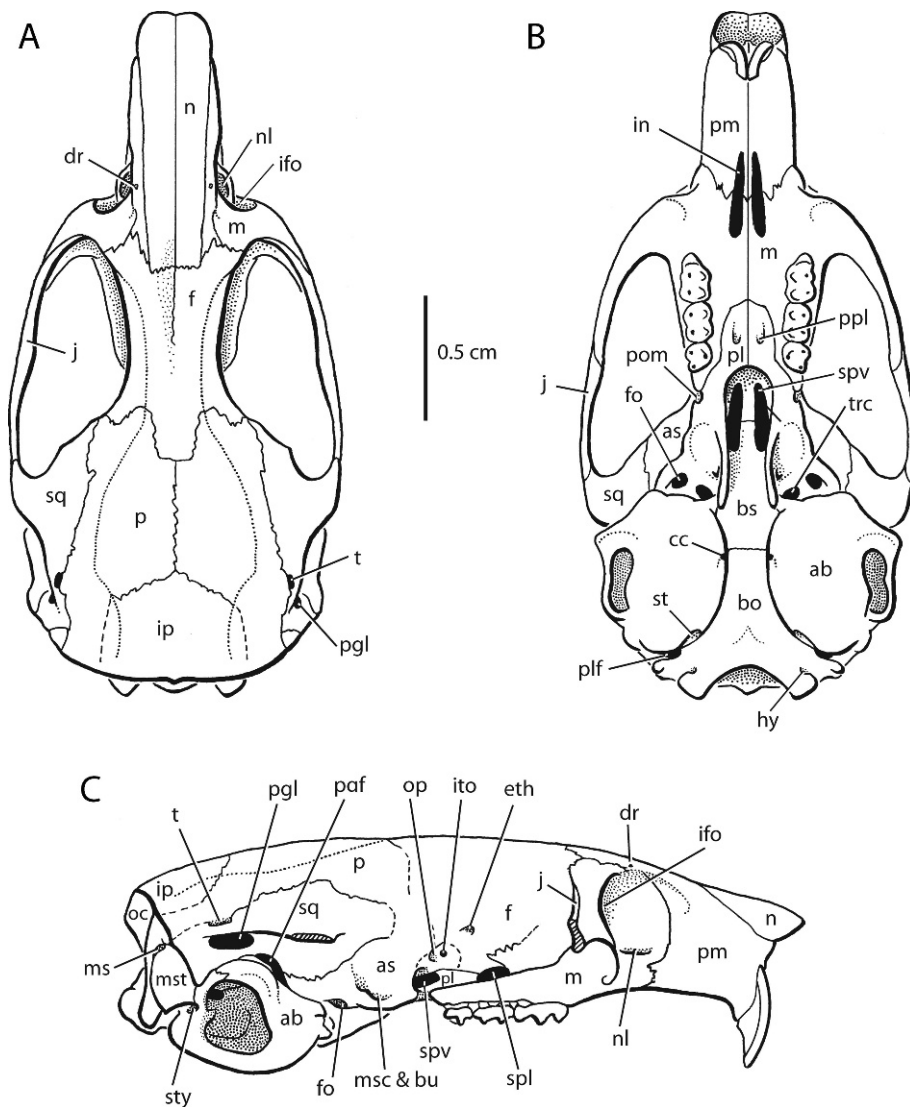 A
n
nl
dr
ifo
m
f
j
0.5 cm
sq
p
t
ip
pgl
B
in
pm
m
ppl
pl
pom
spv
j
fo
trc
as
sq
bs
cc
ab
bo
st
plf
hy
C
t
pgl
paf
op
ito
eth
dr
ifo
p
j
ip
sq
oc
f
n
ms
as
pm
mst
pl
m
ab
nl
sty
fo
msc & bu
spv
spl